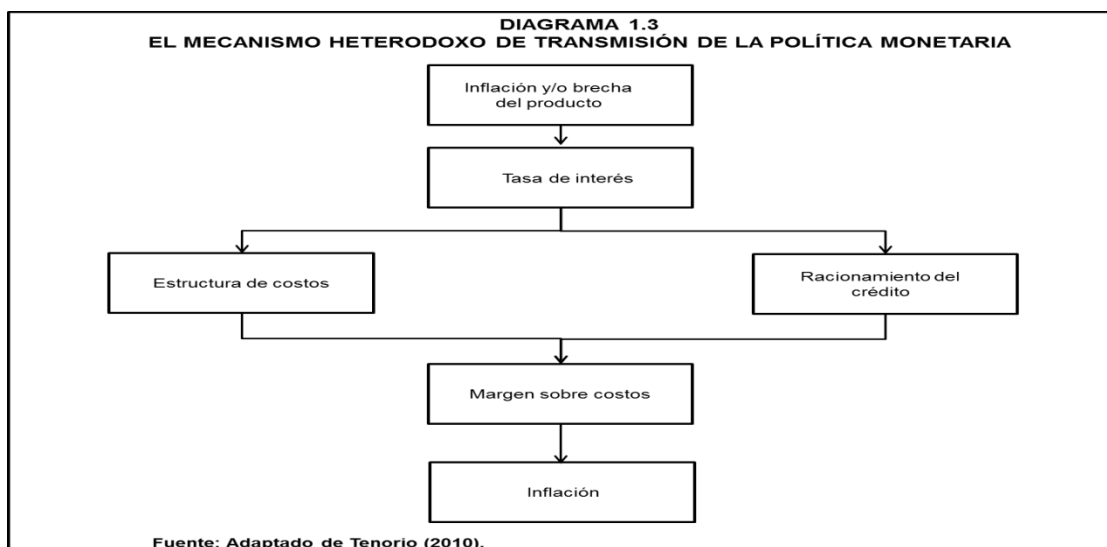 DIAGRAMA 1.3
EL MECANISMO HETERODOXO DE TRANSMISIÓN DE LA POLÍTICA MONETARIA
Inflación y/o brecha
del producto
Tasa de interés
Estructura de costos
Racionamiento del
crédito
Margen sobre costos
Inflación
Fuente: Adaptado de Tenorio (2010).